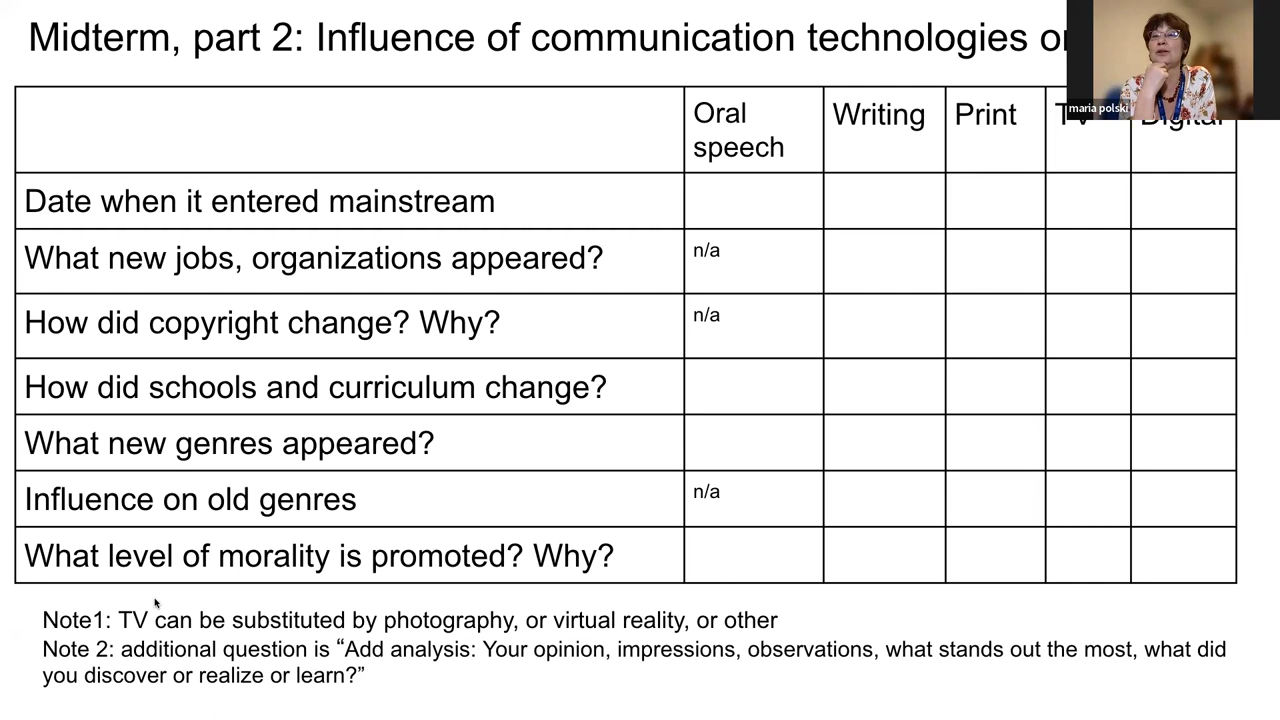 Midterm, part 2: Influence of communication technologies
maria polski
Oral speech Writing Print TV Digital
Date when it entered mainstream
What new jobs, organizations appeared? n/a
How did copyright change? Why? n/a
How did schools and curriculum change?
What new genres appeared?
Influence on old genres n/a
What level of morality is promoted? Why?
Note1: TV can be substituted by photography, or virtual reality, or other
Note 2: additional question is “Add analysis: Your opinion, impressions, observations, what stands out the most, what did
you discover or realize or learn?”